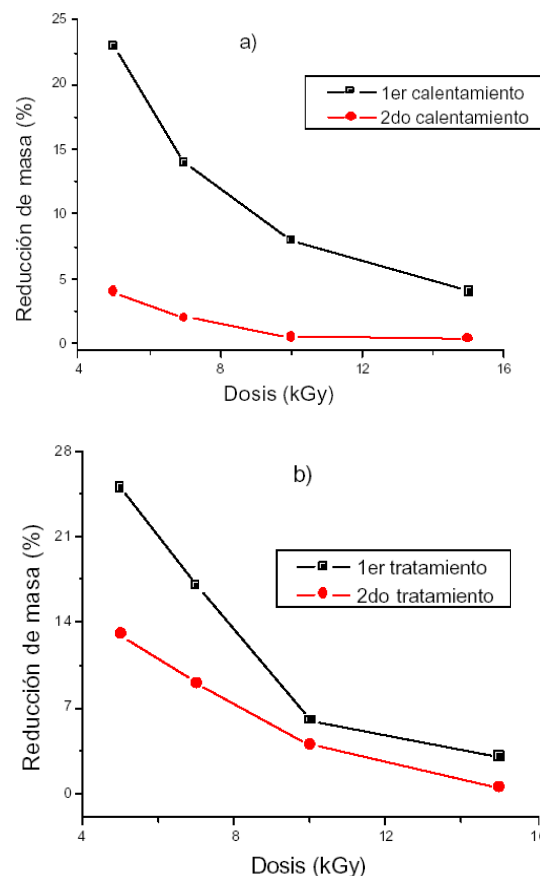 a)
25
20
15
10
5
0
Reducción de masa (%)
1er calentamiento
2do calentamiento
4
8
12
16
Dosis (kGy)
b)
28
21
14
7
0
Reducción de masa (%)
1er tratamiento
2do tratamiento
4
8
12
16
Dosis (kGy)